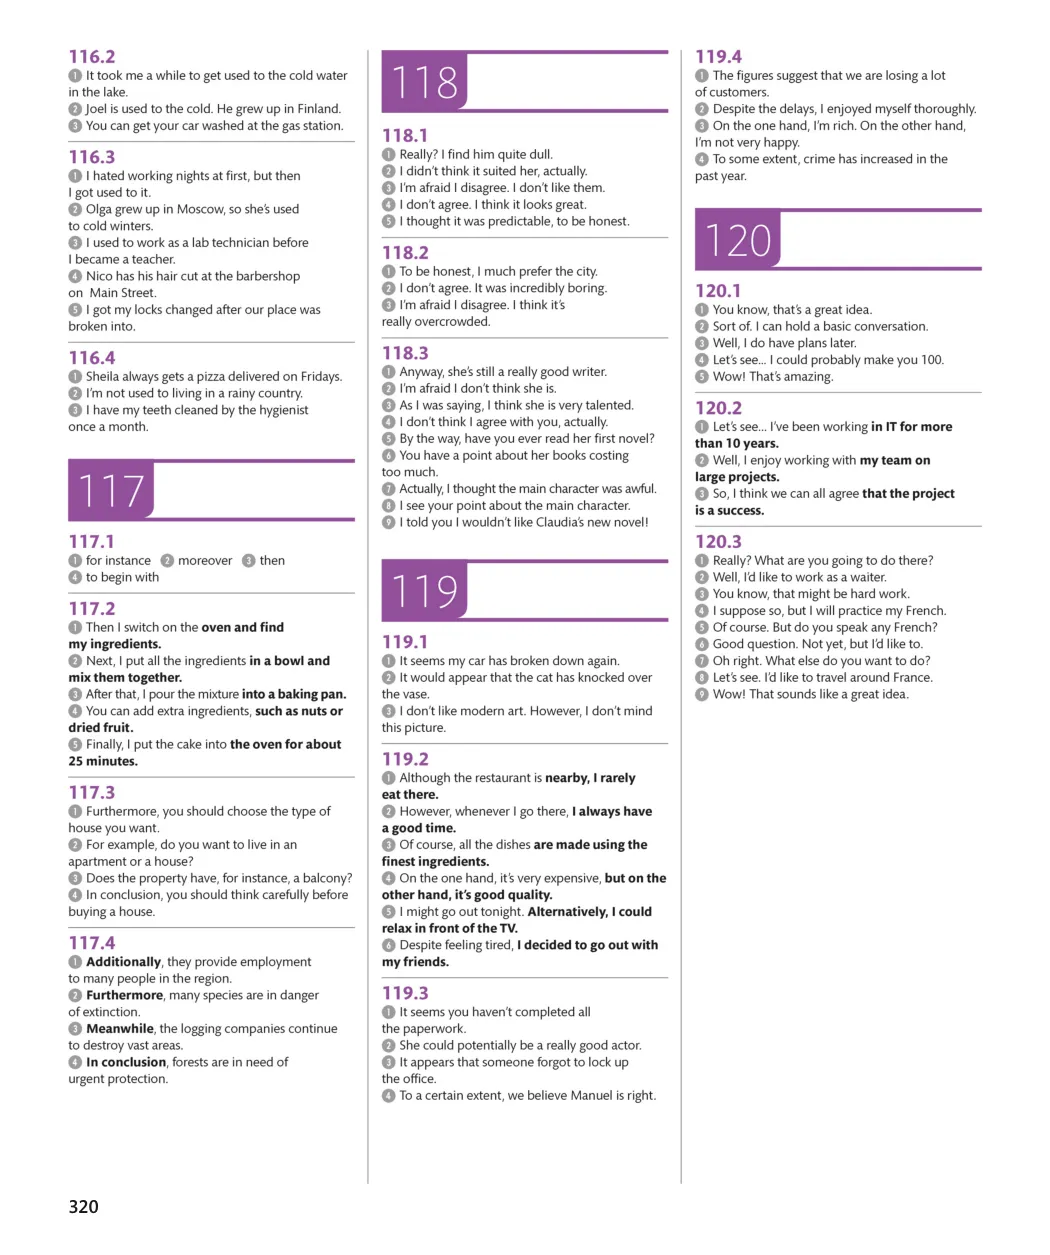 116.2
1 It took me a while to get used to the cold water
in the lake.
2 Joel is used to the cold. He grew up in Finland.
3 You can get your car washed at the gas station.
116.3
1 I hated working nights at first, but then
I got used to it.
2 Olga grew up in Moscow, so she’s used
to cold winters.
3 I used to work as a lab technician before
I became a teacher.
4 Nico has his hair cut at the barbershop
on Main Street.
5 I got my locks changed after our place was
broken into.
116.4
1 Sheila always gets a pizza delivered on Fridays.
2 I’m not used to living in a rainy country.
3 I have my teeth cleaned by the hygienist
once a month.
117
117.1
1 for instance 2 moreover 3 then
4 to begin with
117.2
1 Then I switch on the oven and find
my ingredients.
2 Next, I put all the ingredients in a bowl and
mix them together.
3 After that, I pour the mixture into a baking pan.
4 You can add extra ingredients, such as nuts or
dried fruit.
5 Finally, I put the cake into the oven for about
25 minutes.
117.3
1 Furthermore, you should choose the type of
house you want.
2 For example, do you want to live in an
apartment or a house?
3 Does the property have, for instance, a balcony?
4 In conclusion, you should think carefully before
buying a house.
117.4
1 Additionally, they provide employment
to many people in the region.
2 Furthermore, many species are in danger
of extinction.
3 Meanwhile, the logging companies continue
to destroy vast areas.
4 In conclusion, forests are in need of
urgent protection.
118
118.1
1 Really? I find him quite dull.
2 I didn’t think it suited her, actually.
3 I’m afraid I disagree. I don’t like them.
4 I don’t agree. I think it looks great.
5 I thought it was predictable, to be honest.
118.2
1 To be honest, I much prefer the city.
2 I don’t agree. It was incredibly boring.
3 I’m afraid I disagree. I think it’s
really overcrowded.
118.3
1 Anyway, she’s still a really good writer.
2 I’m afraid I don’t think she is.
3 As I was saying, I think she is very talented.
4 I don’t think I agree with you, actually.
5 By the way, have you ever read her first novel?
6 You have a point about her books costing
too much.
7 Actually, I thought the main character was awful.
8 I see your point about the main character.
9 I told you I wouldn’t like Claudia’s new novel!
119
119.1
1 It seems my car has broken down again.
2 It would appear that the cat has knocked over
the vase.
3 I don’t like modern art. However, I don’t mind
this picture.
119.2
1 Although the restaurant is nearby, I rarely
eat there.
2 However, whenever I go there, I always have
a good time.
3 Of course, all the dishes are made using the
finest ingredients.
4 On the one hand, it’s very expensive, but on the
other hand, it’s good quality.
5 I might go out tonight. Alternatively, I could
relax in front of the TV.
6 Despite feeling tired, I decided to go out with
my friends.
119.3
1 It seems you haven’t completed all
the paperwork.
2 She could potentially be a really good actor.
3 It appears that someone forgot to lock up
the office.
4 To a certain extent, we believe Manuel is right.
119.4
1 The figures suggest that we are losing a lot
of customers.
2 Despite the delays, I enjoyed myself thoroughly.
3 On the one hand, I’m rich. On the other hand,
I’m not very happy.
4 To some extent, crime has increased in the
past year.
120
120.1
1 You know, that’s a great idea.
2 Sort of. I can hold a basic conversation.
3 Well, I do have plans later.
4 Let’s see... I could probably make you 100.
5 Wow! That’s amazing.
120.2
1 Let’s see... I’ve been working in IT for more
than 10 years.
2 Well, I enjoy working with my team on
large projects.
3 So, I think we can all agree that the project
is a success.
120.3
1 Really? What are you going to do there?
2 Well, I’d like to work as a waiter.
3 You know, that might be hard work.
4 I suppose so, but I will practice my French.
5 Of course. But do you speak any French?
6 Good question. Not yet, but I’d like to.
7 Oh right. What else do you want to do?
8 Let’s see. I’d like to travel around France.
9 Wow! That sounds like a great idea.
320